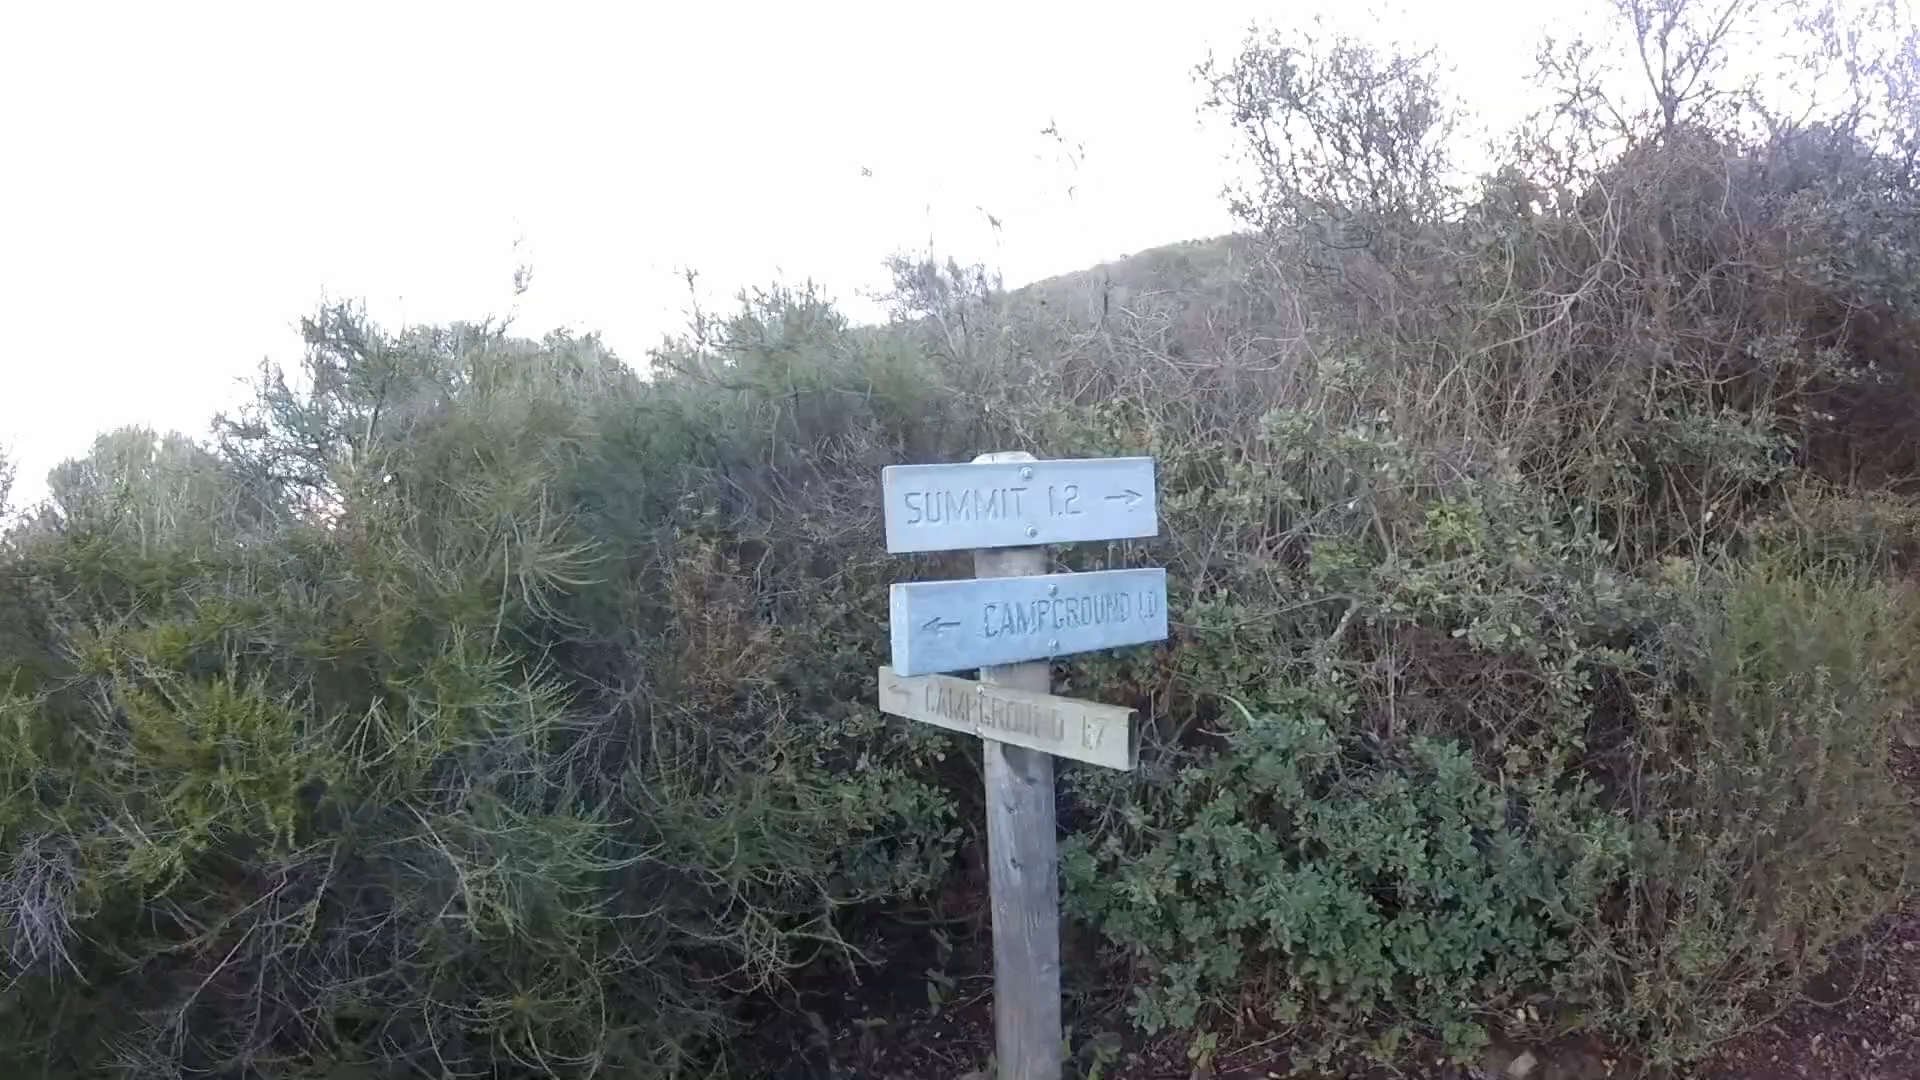 SUMMIT 1.2 →
← CAMPGROUND 1.0
← CAMPGROUND 1.7